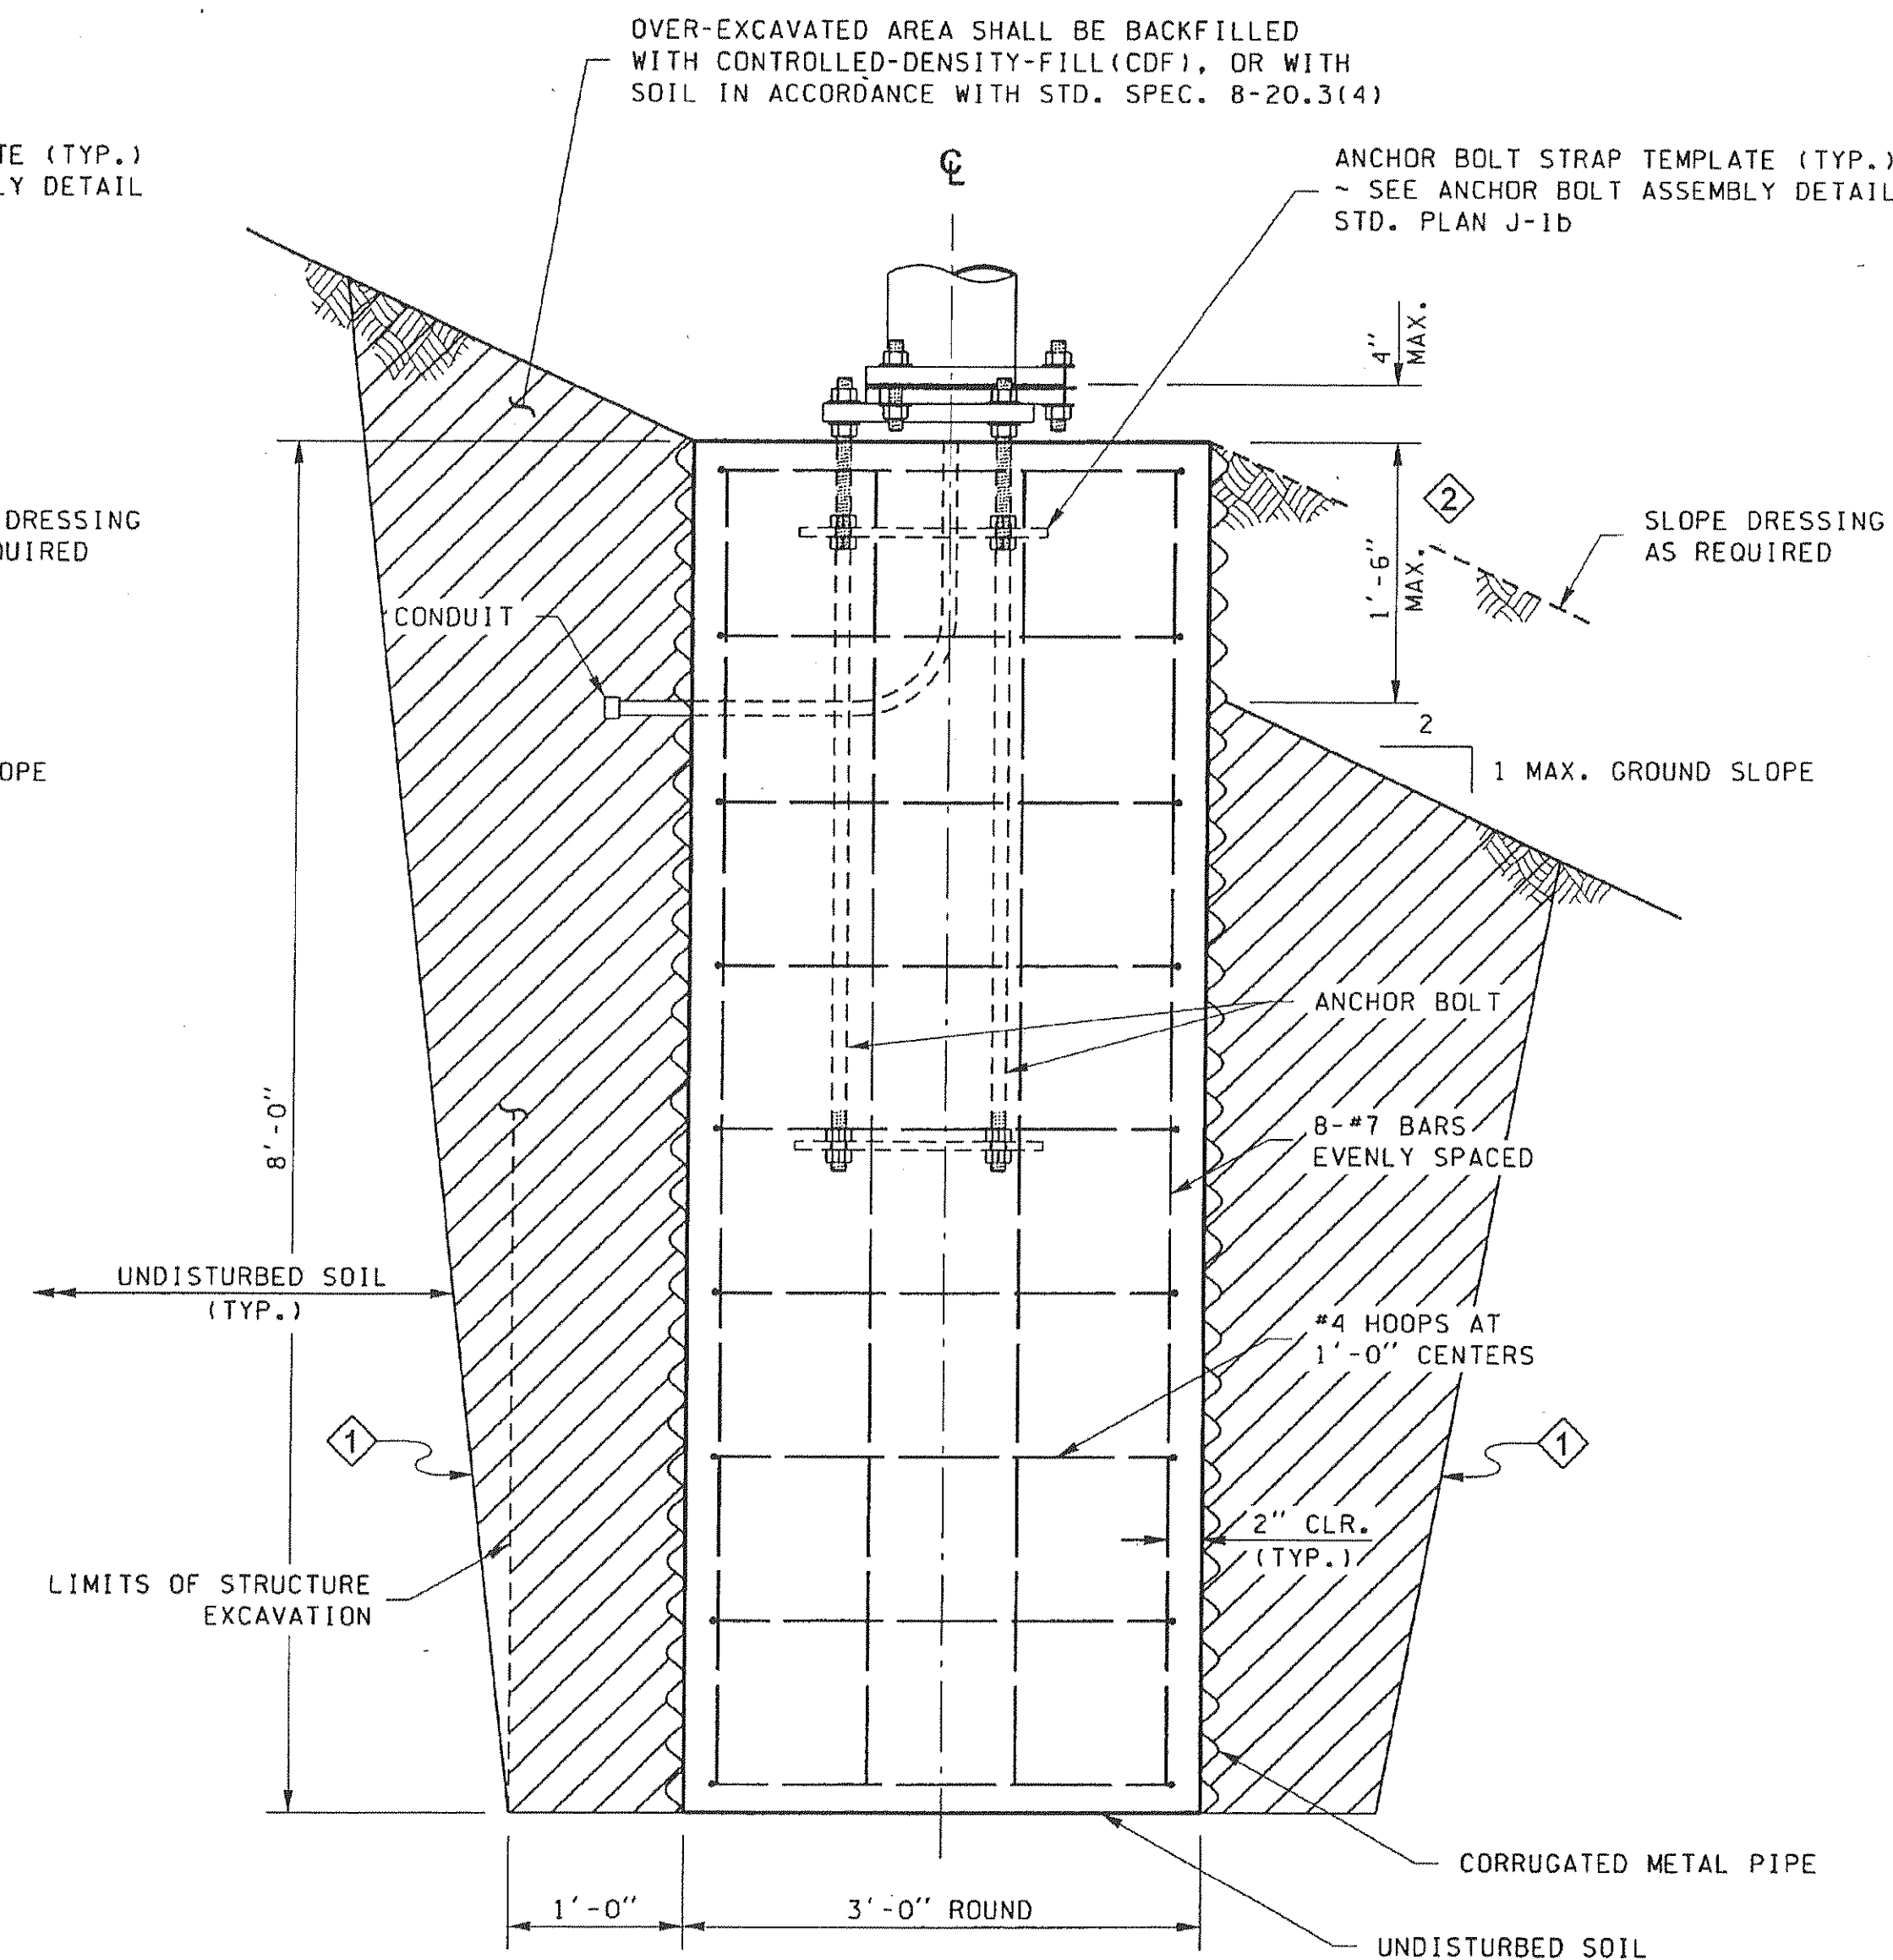 OVER-EXCAVATED AREA SHALL BE BACKFILLED
WITH CONTROLLED-DENSITY-FILL(CDF), OR WITH
SOIL IN ACCORDANCE WITH STD. SPEC. 8-20.3(4)
TE (TYP.)
LY DETAIL
℄
ANCHOR BOLT STRAP TEMPLATE (TYP.)
~ SEE ANCHOR BOLT ASSEMBLY DETAIL
STD. PLAN J-1b
4"
MAX.
DRESSING
QUIRED
2
SLOPE DRESSING
AS REQUIRED
1'-6"
MAX.
CONDUIT
2
1 MAX. GROUND SLOPE
OPE
ANCHOR BOLT
8'-0"
8-#7 BARS
EVENLY SPACED
UNDISTURBED SOIL
(TYP.)
#4 HOOPS AT
1'-0" CENTERS
1
1
2" CLR.
(TYP.)
LIMITS OF STRUCTURE
EXCAVATION
CORRUGATED METAL PIPE
1'-0"
3'-0" ROUND
UNDISTURBED SOIL